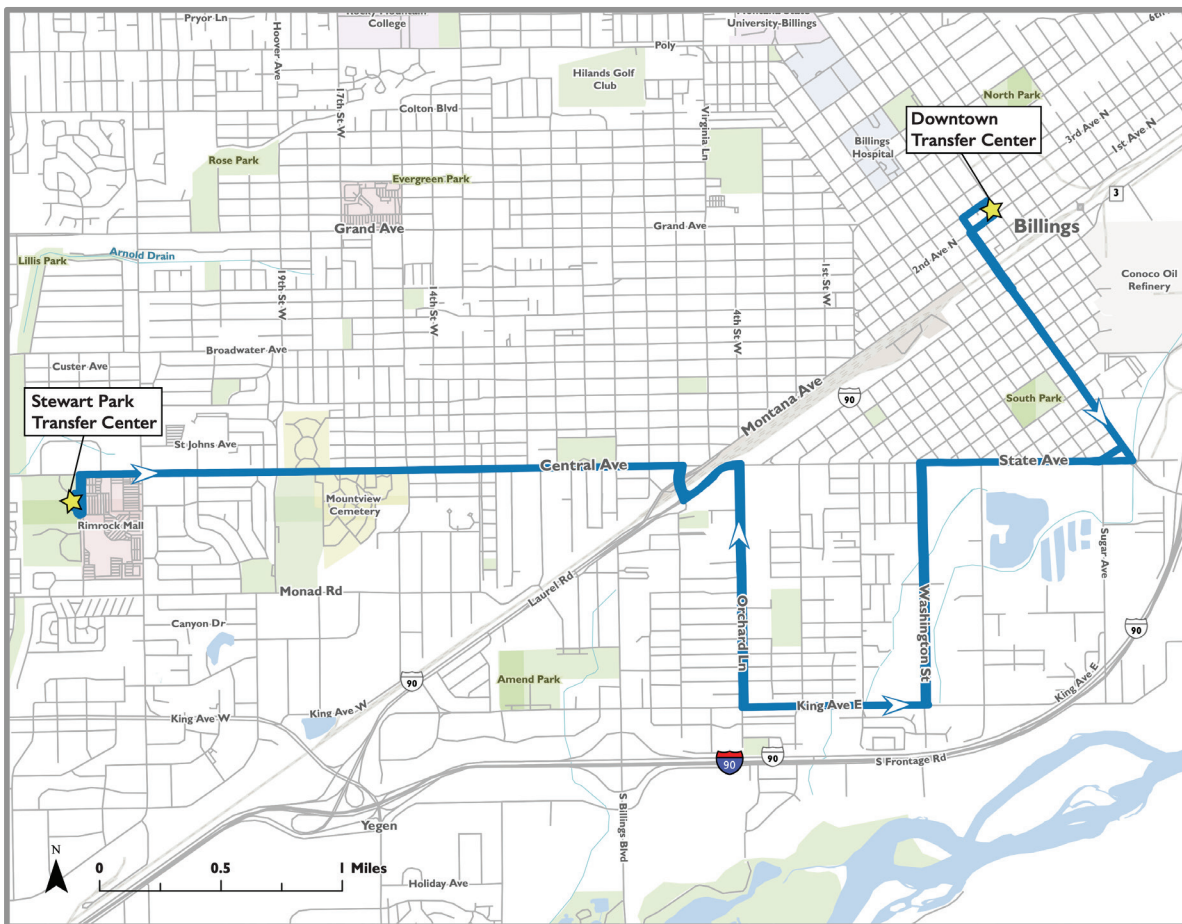 Pryor Ln
Hoover Ave
Rocky Mountain
College
Montana State
University-Billings
6th
Poly
17th St W
Colton Blvd
Hilands Golf
Club
Virginia Ln
North Park
Downtown
Transfer Center
3rd Ave N
1st Ave N
Billings
Hospital
Rose Park
Evergreen Park
3
Grand Ave
Grand Ave
Billings
2nd Ave N
Arnold Drain
Lillis Park
19th St W
14th St W
1st St W
4th St W
Conoco Oil
Refinery
Broadwater Ave
Custer Ave
Montana Ave
90
South Park
Stewart Park
Transfer Center
St Johns Ave
Central Ave
State Ave
Mountview
Cemetery
Rimrock Mall
Sugar Ave
Laurel Rd
Monad Rd
Orchard Ln
Washington St
Canyon Dr
90
90
Amend Park
King Ave E
King Ave W
King Ave W
King Ave E
90
90
S Frontage Rd
S Billings Blvd
Yegen
N
0
0.5
1 Miles
Holiday Ave